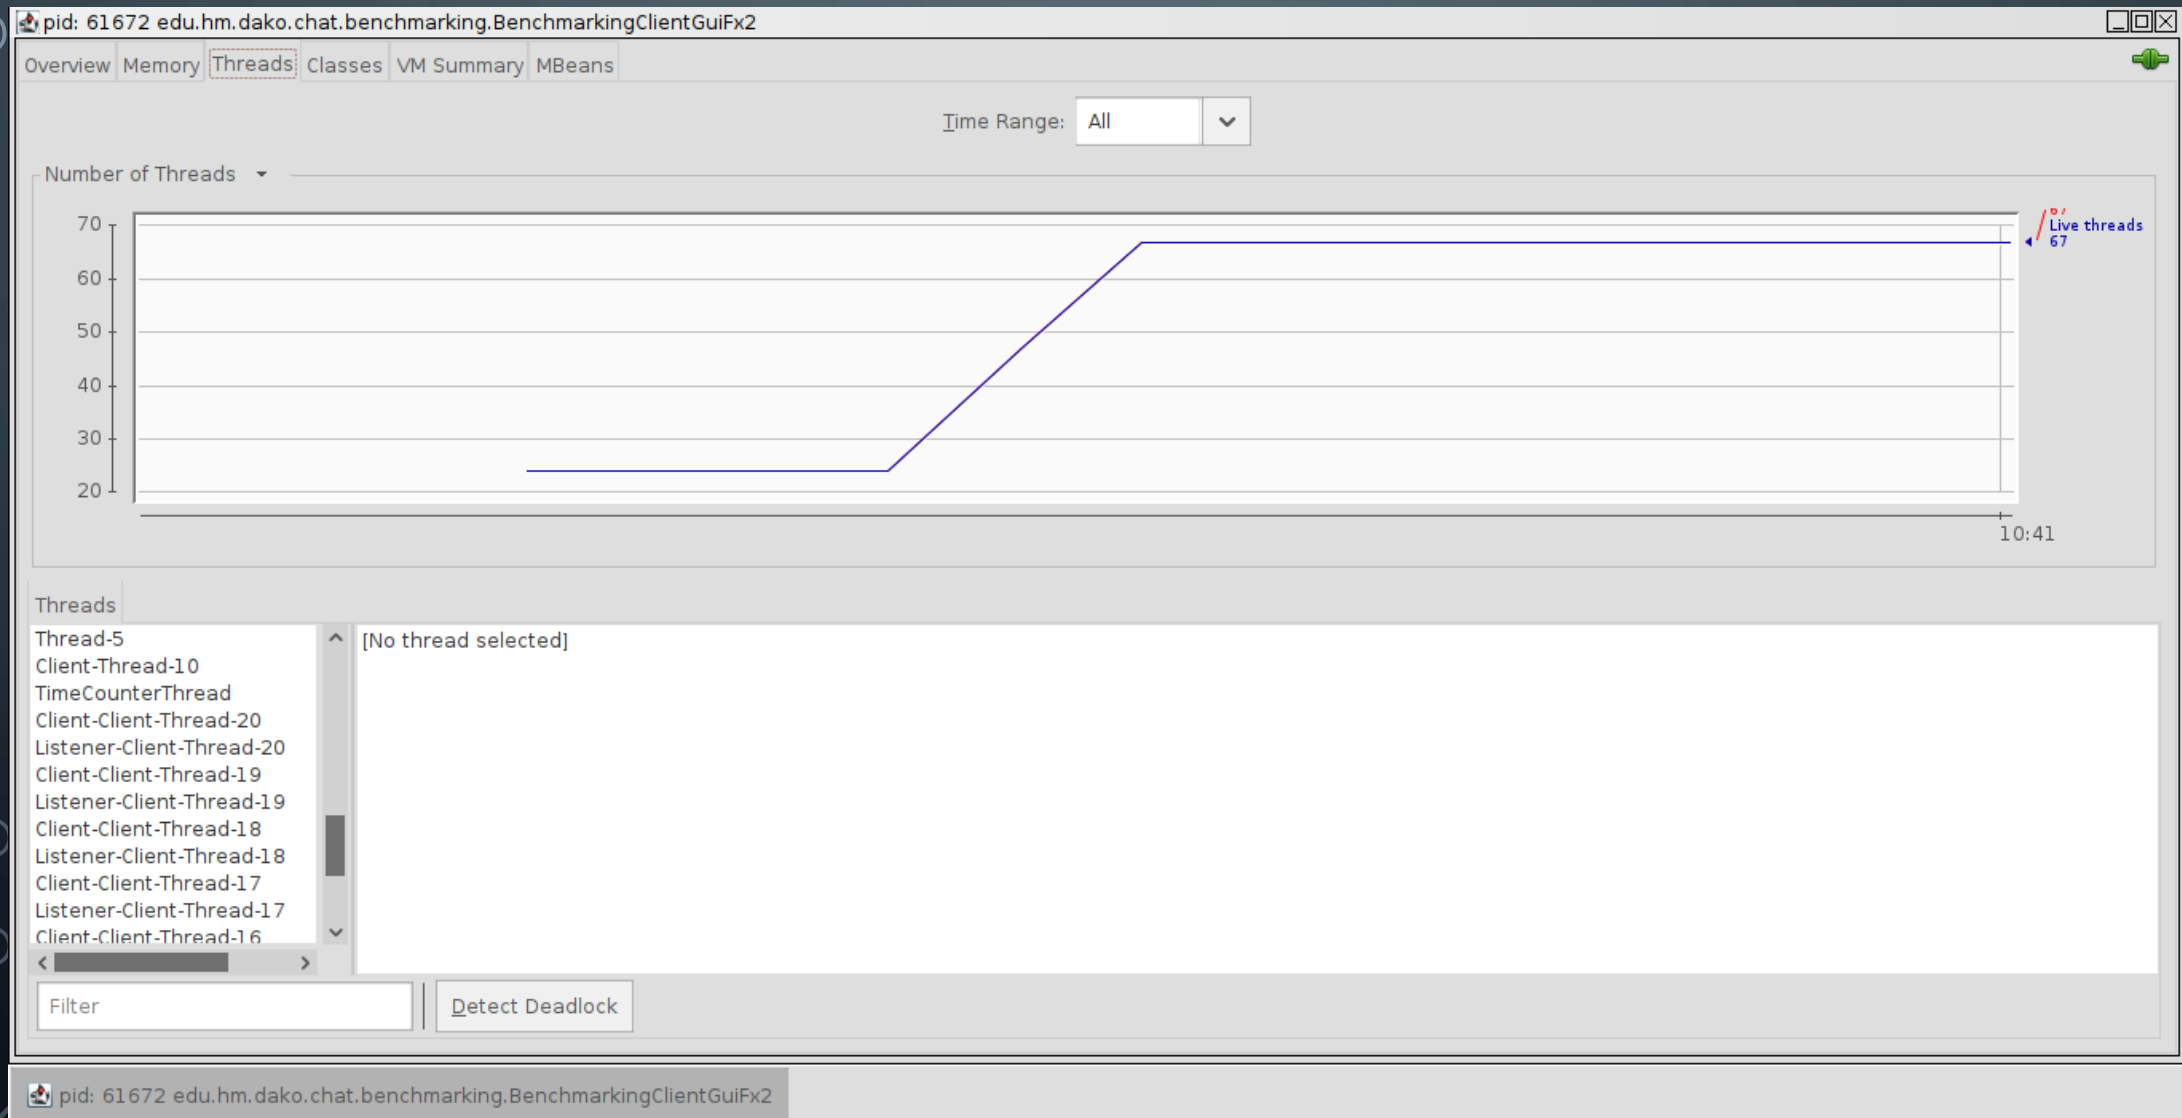 pid: 61672 edu.hm.dako.chat.benchmarking.BenchmarkingClientGuiFx2
Overview Memory Threads Classes VM Summary MBeans
Time Range: All
Number of Threads
70
60
50
40
30
20
67
Live threads
67
10:41
Threads
Thread-5
Client-Thread-10
TimeCounterThread
Client-Client-Thread-20
Listener-Client-Thread-20
Client-Client-Thread-19
Listener-Client-Thread-19
Client-Client-Thread-18
Listener-Client-Thread-18
Client-Client-Thread-17
Listener-Client-Thread-17
Client-Client-Thread-16
[No thread selected]
Filter
Detect Deadlock
pid: 61672 edu.hm.dako.chat.benchmarking.BenchmarkingClientGuiFx2